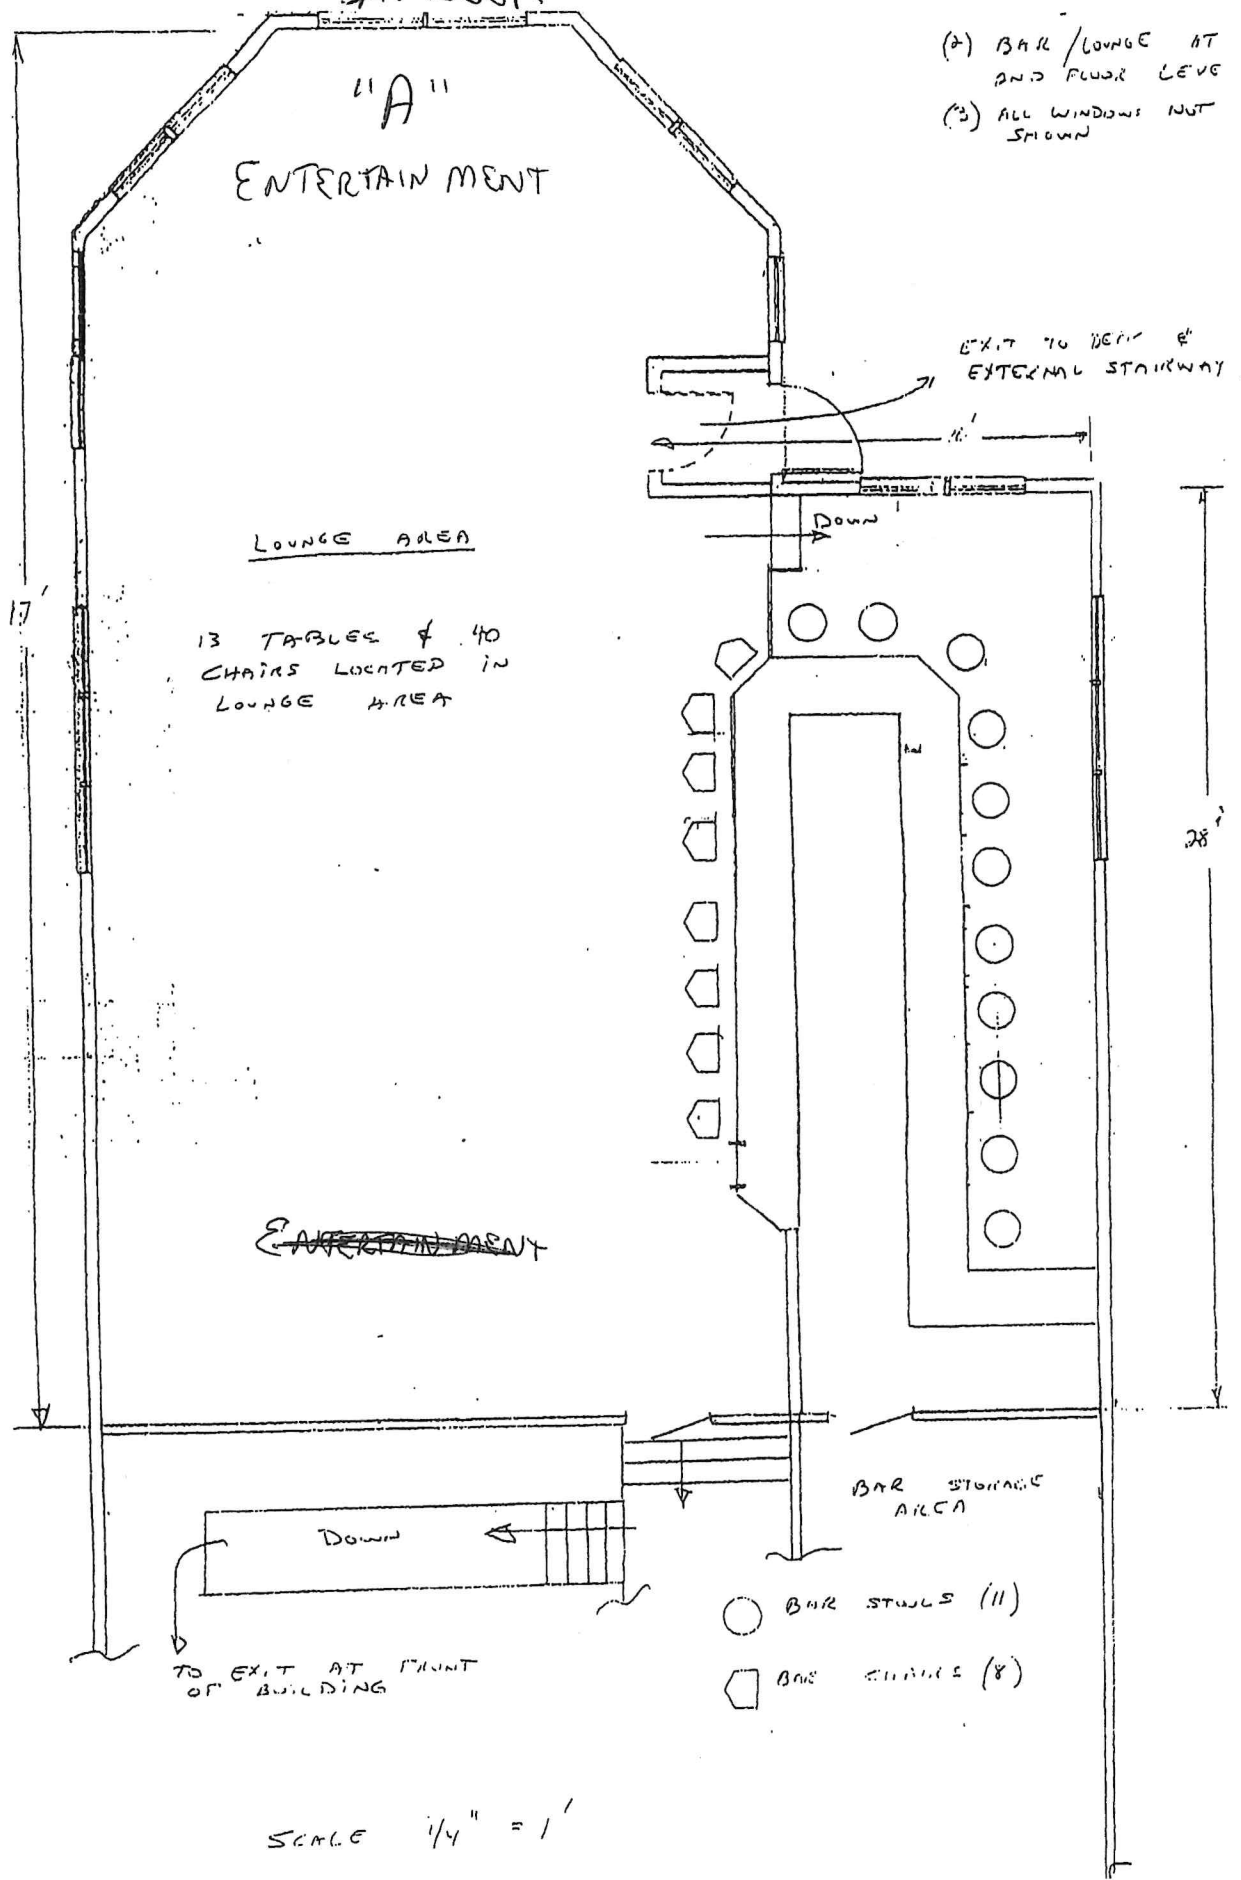 (2) BAR / LOUNGE AT
2ND FLOOR LEVE
(3) ALL WINDOWS NOT
SHOWN
"A"
ENTERTAINMENT
EXIT TO DECK &
EXTERNAL STAIRWAY
DOWN
LOUNGE AREA
17'
13 TABLES & 40
CHAIRS LOCATED IN
LOUNGE AREA
28'
ENTERTAINMENT
BAR STORAGE
AREA
DOWN
BAR STOOLS (11)
TO EXIT AT FRONT
OF BUILDING
BAR CHAIRS (8)
SCALE 1/4" = 1'